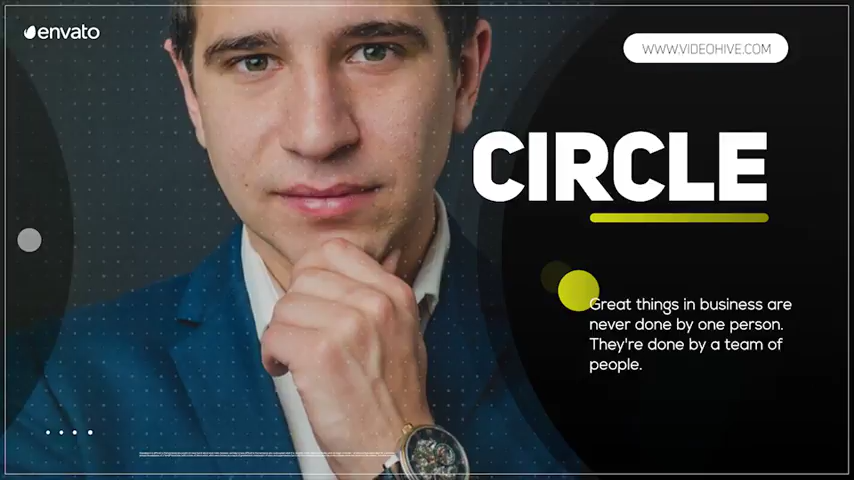 envato
WWW.VIDEOHIVE.COM
CIRCLE
Great things in business are
never done by one person.
They're done by a team of
people.